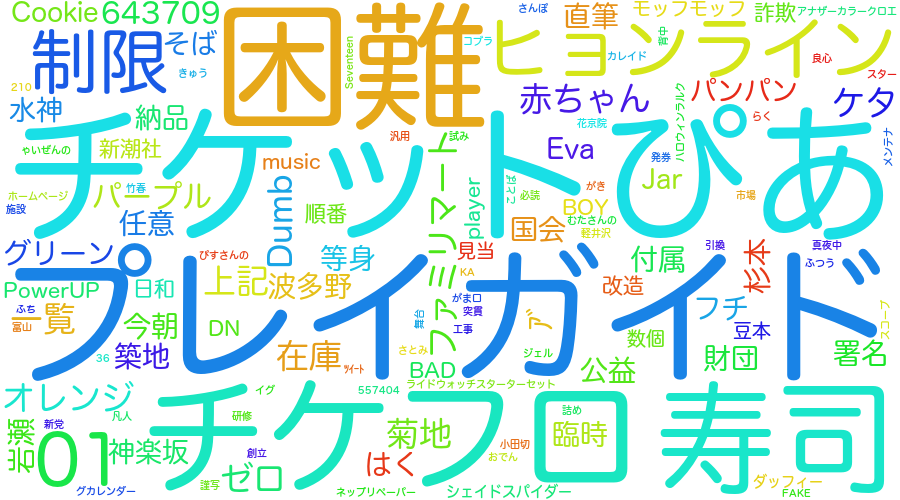 Cookie
643709
制限
そば
きゅう
210
水神
困難
Seventeen
ヒョンライン
コブラ
さんぽ
直筆
モッフモッフ
詐欺
アナザーカラークロエ
背中
カレイド
良心
スター
赤ちゃん
パンパン
ケタ
らく
花京院
ハロウィンラルク
メンテナ
納品
ゃいぜんの
新潮社
チケットぴあ
music
汎用
試み
Eva
発券
Jar
ホームページ
施設
パープル
竹春
任意
Dumb
順番
ファミリマート
player
ことば
必読
がき
BOY
むたさんの
軽井沢
市場
国会
グリーン
ぴすさんの
等身
見当
付属
杉本
引換
真夜中
ふつう
プレイガイド
PowerUP
日和
上記
波多野
KA
がま口
突貫
改造
フチ
スコープ
ふち
一覧
富山
今朝
DN
舞台
工事
ア
数個
豆本
36
築地
在庫
さとみ
ジェル
財団
署名
ﾂｲｰﾄ
BAD
公益
オレンジ
イグ
557404
ライドウォッチスターターセット
チケフロ寿司
新党
凡人
研修
詰め
岩瀬
01
神楽坂
創立
菊地
小田切
臨時
はく
おでん
グカレンダー
謹写
ゼロ
ネップリペーパー
シェイドスパイダー
ダッフィー
FAKE